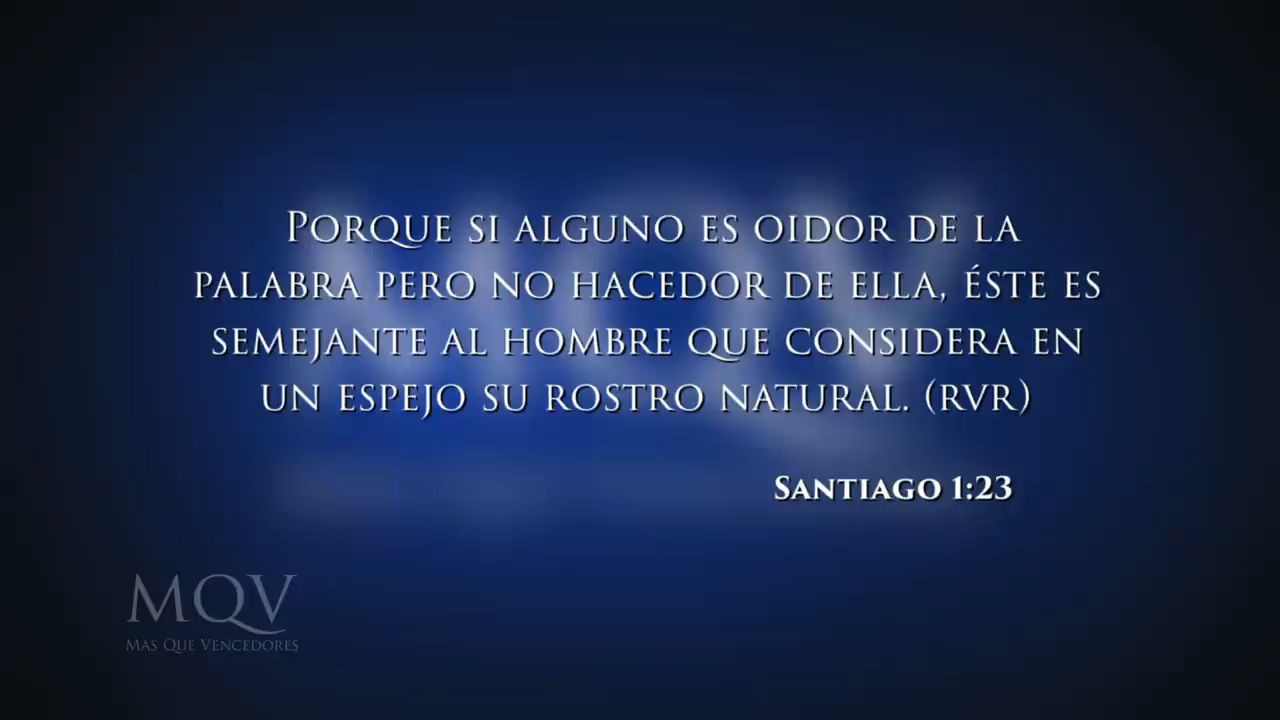 Porque si alguno es oidor de la
palabra pero no hacedor de ella, éste es
semejante al hombre que considera en
un espejo su rostro natural. (RVR)
Santiago 1:23
MQV
Más Que Vencedores